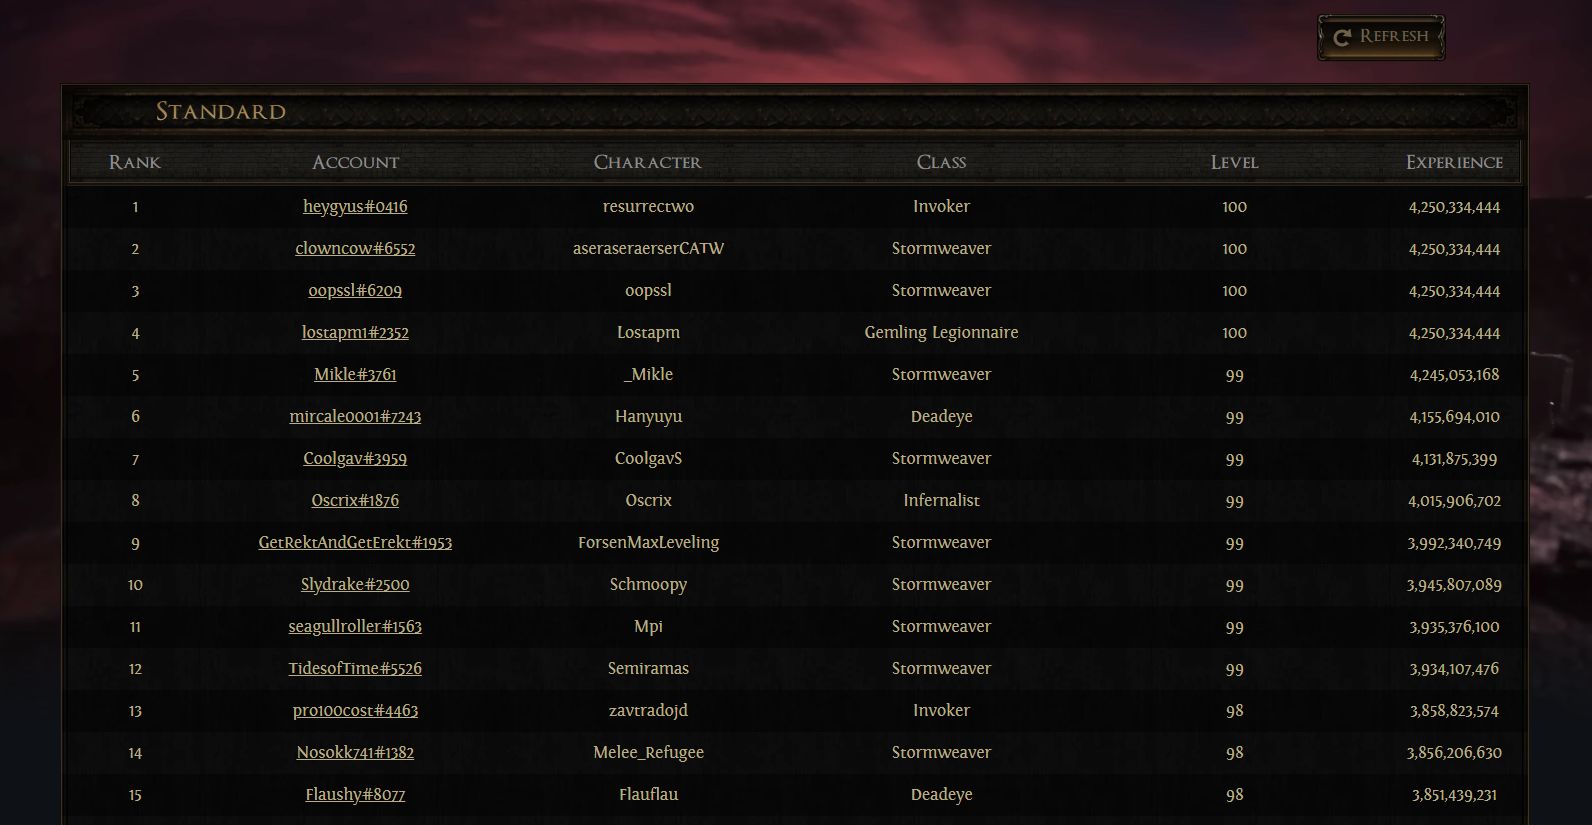 Refresh
Standard
Rank Account Character Class Level Experience
1 heygyus#0416 resurrectwo Invoker 100 4,250,334,444
2 clowncow#6552 aseraseraerserCATW Stormweaver 100 4,250,334,444
3 oopssl#6209 oopssl Stormweaver 100 4,250,334,444
4 lostapm1#2352 Lostapm Gemling Legionnaire 100 4,250,334,444
5 Mikle#3761 _Mikle Stormweaver 99 4,245,053,168
6 mircale0001#7243 Hanyuyu Deadeye 99 4,155,694,010
7 Coolgav#3959 CoolgavS Stormweaver 99 4,131,875,399
8 Oscrix#1876 Oscrix Infernalist 99 4,015,906,702
9 GetRektAndGetErekt#1953 ForsenMaxLeveling Stormweaver 99 3,992,340,749
10 Slydrake#2500 Schmoopy Stormweaver 99 3,945,807,089
11 seagullroller#1563 Mpi Stormweaver 99 3,935,376,100
12 TidesofTime#5526 Semiramas Stormweaver 99 3,934,107,476
13 pro100cost#4463 zavtradojd Invoker 98 3,858,823,574
14 Nosokk741#1382 Melee_Refugee Stormweaver 98 3,856,206,630
15 Flaushy#8077 Flauflau Deadeye 98 3,851,439,231